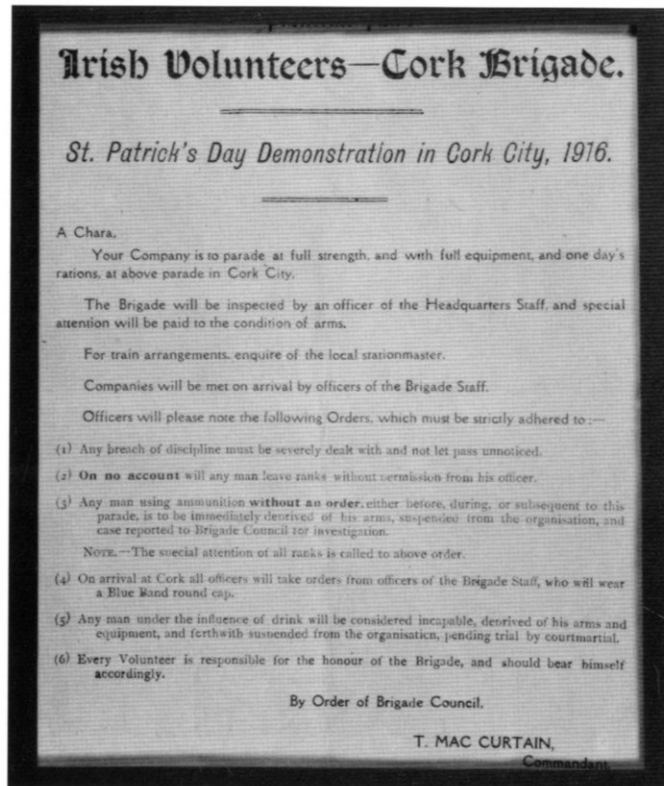 Irish Volunteers—Cork Brigade.
St. Patrick's Day Demonstration in Cork City, 1916.
A Chara,
Your Company is to parade at full strength, and with full equipment, and one day's
rations, at above parade in Cork City.
The Brigade will be inspected by an officer of the Headquarters Staff, and special
attention will be paid to the condition of arms.
For train arrangements, enquire of the local stationmaster.
Companies will be met on arrival by officers of the Brigade Staff.
Officers will please note the following Orders, which must be strictly adhered to :—
(1) Any breach of discipline must be severely dealt with and not let pass unnoticed.
(2) On no account will any man leave ranks without permission from his officer.
(3) Any man using ammunition without an order, either before, during, or subsequent to this
parade, is to be immediately deprived of his arms, suspended from the organisation, and
case reported to Brigade Council for investigation.
NOTE.—The special attention of all ranks is called to above order.
(4) On arrival at Cork all officers will take orders from officers of the Brigade Staff, who will wear
a Blue Band round cap.
(5) Any man under the influence of drink will be considered incapable, deprived of his arms and
equipment, and forthwith suspended from the organisation, pending trial by courtmartial.
(6) Every Volunteer is responsible for the honour of the Brigade, and should bear himself
accordingly.
By Order of Brigade Council.
T. MAC CURTAIN,
Commandant.